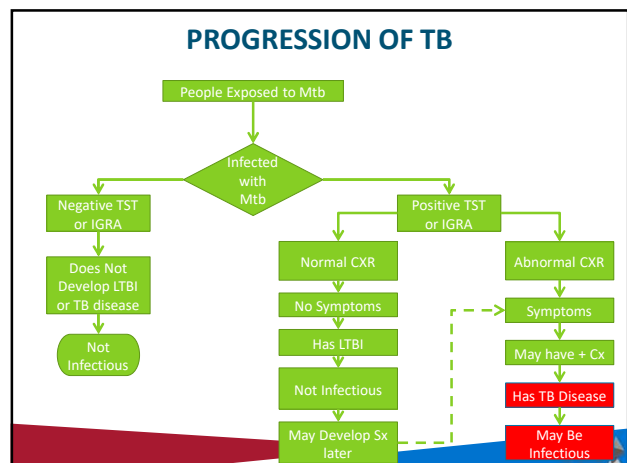 PROGRESSION OF TB
People Exposed to Mtb
Infected
with
Mtb
Negative TST
or IGRA
Does Not
Develop LTBI
or TB disease
Not
Infectious
Positive TST
or IGRA
Normal CXR
No Symptoms
Has LTBI
Not Infectious
May Develop Sx
later
Abnormal CXR
Symptoms
May have + Cx
Has TB Disease
May Be
Infectious